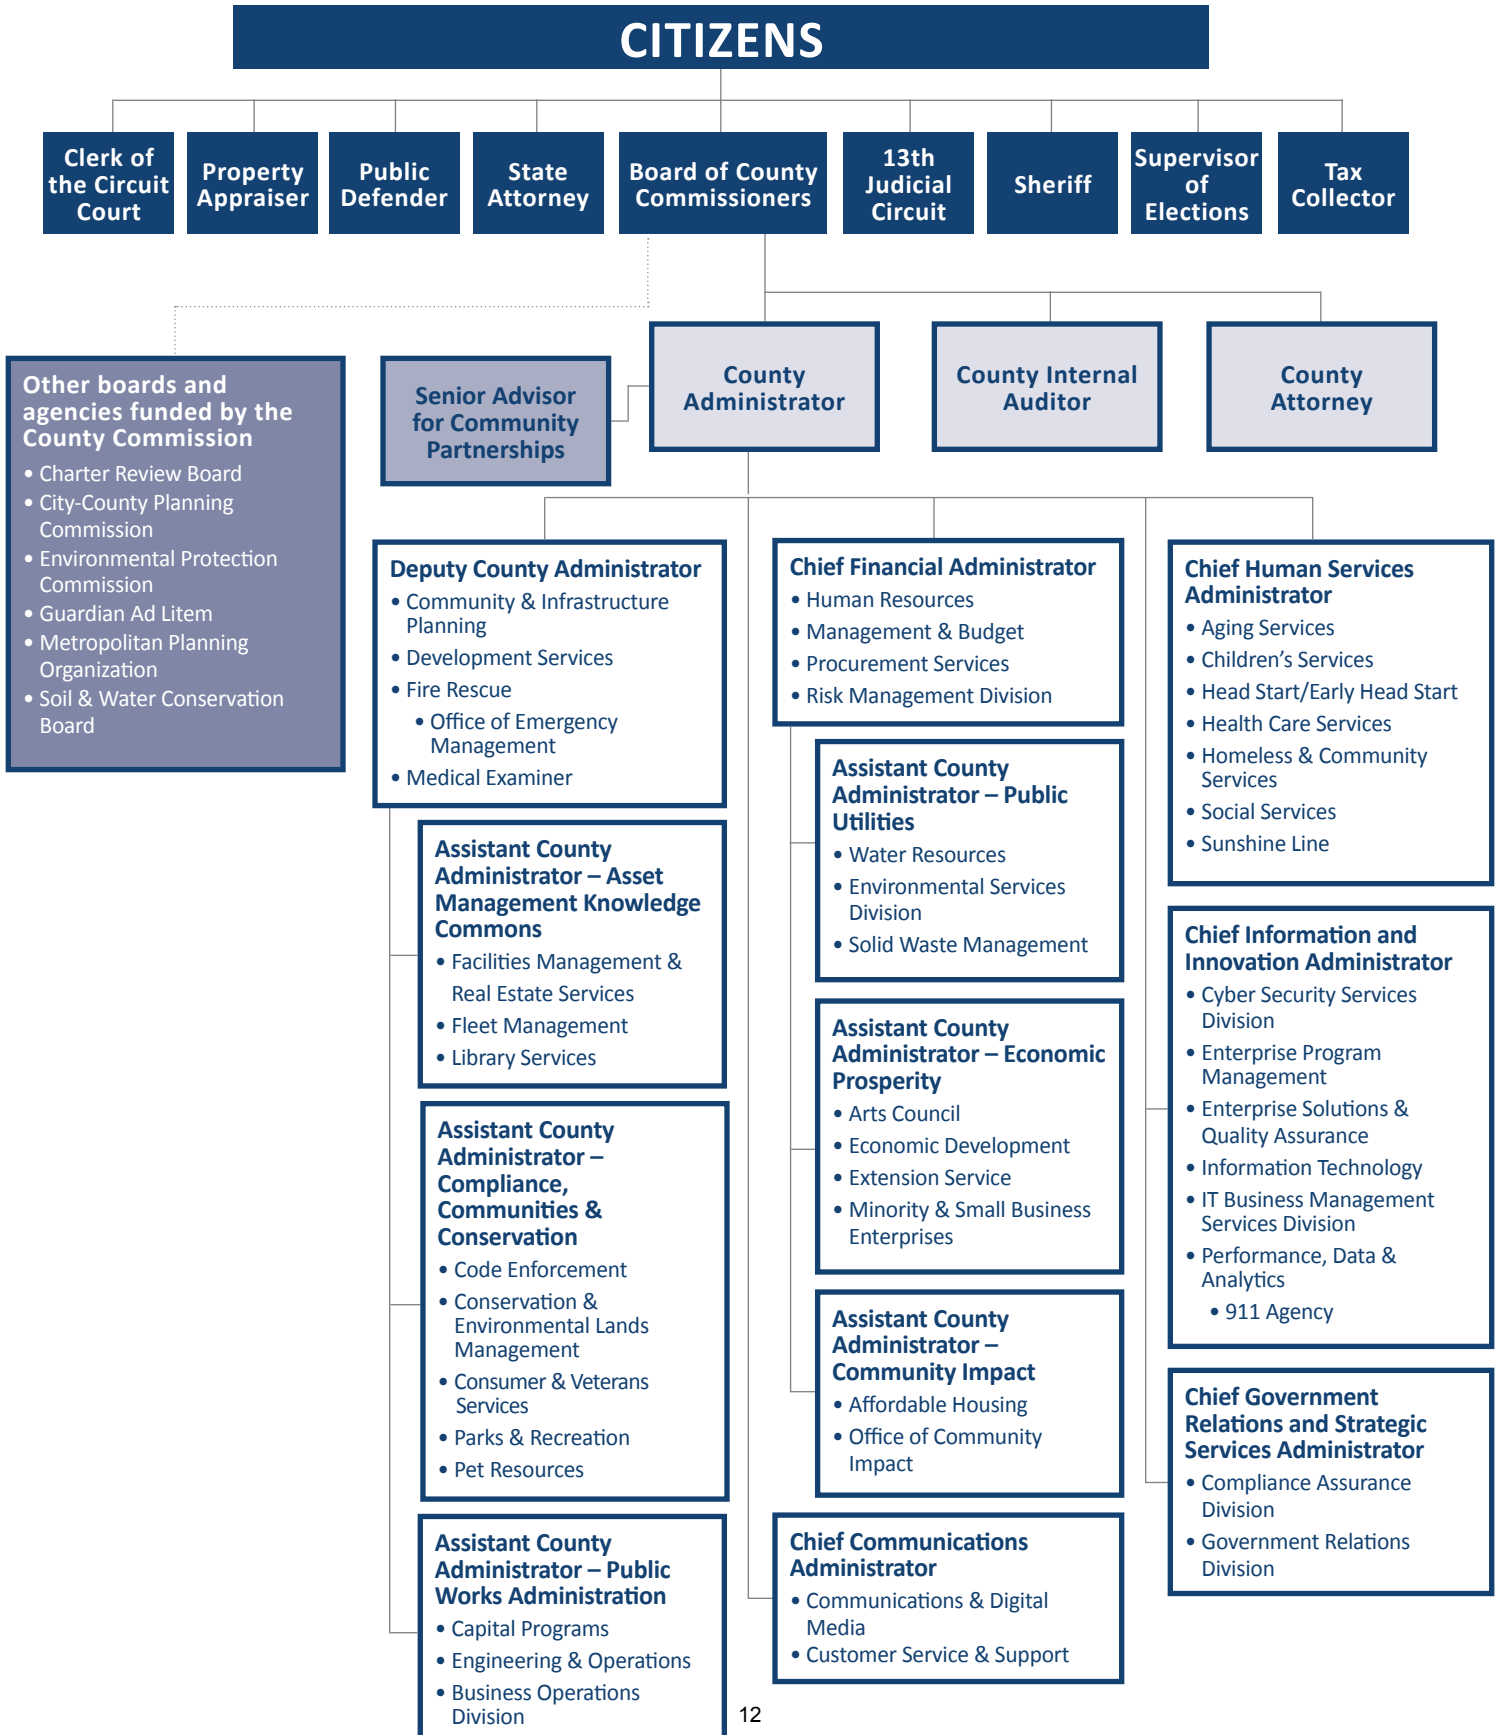 CITIZENS
Clerk of
the Circuit
Court
Property
Appraiser
Public
Defender
State
Attorney
Board of County
Commissioners
13th
Judicial
Circuit
Sheriff
Supervisor
of
Elections
Tax
Collector
Other boards and
agencies funded by the
County Commission
• Charter Review Board
• City-County Planning
Commission
• Environmental Protection
Commission
• Guardian Ad Litem
• Metropolitan Planning
Organization
• Soil & Water Conservation
Board
Senior Advisor
for Community
Partnerships
County
Administrator
County Internal
Auditor
County
Attorney
Deputy County Administrator
• Community & Infrastructure
Planning
• Development Services
• Fire Rescue
• Office of Emergency
Management
• Medical Examiner
Assistant County
Administrator – Asset
Management Knowledge
Commons
• Facilities Management &
Real Estate Services
• Fleet Management
• Library Services
Assistant County
Administrator –
Compliance,
Communities &
Conservation
• Code Enforcement
• Conservation &
Environmental Lands
Management
• Consumer & Veterans
Services
• Parks & Recreation
• Pet Resources
Assistant County
Administrator – Public
Works Administration
• Capital Programs
• Engineering & Operations
• Business Operations
Division
Chief Financial Administrator
• Human Resources
• Management & Budget
• Procurement Services
• Risk Management Division
Assistant County
Administrator – Public
Utilities
• Water Resources
• Environmental Services
Division
• Solid Waste Management
Assistant County
Administrator – Economic
Prosperity
• Arts Council
• Economic Development
• Extension Service
• Minority & Small Business
Enterprises
Assistant County
Administrator –
Community Impact
• Affordable Housing
• Office of Community
Impact
Chief Communications
Administrator
• Communications & Digital
Media
• Customer Service & Support
Chief Human Services
Administrator
• Aging Services
• Children’s Services
• Head Start/Early Head Start
• Health Care Services
• Homeless & Community
Services
• Social Services
• Sunshine Line
Chief Information and
Innovation Administrator
• Cyber Security Services
Division
• Enterprise Program
Management
• Enterprise Solutions &
Quality Assurance
• Information Technology
• IT Business Management
Services Division
• Performance, Data &
Analytics
• 911 Agency
Chief Government
Relations and Strategic
Services Administrator
• Compliance Assurance
Division
• Government Relations
Division
12